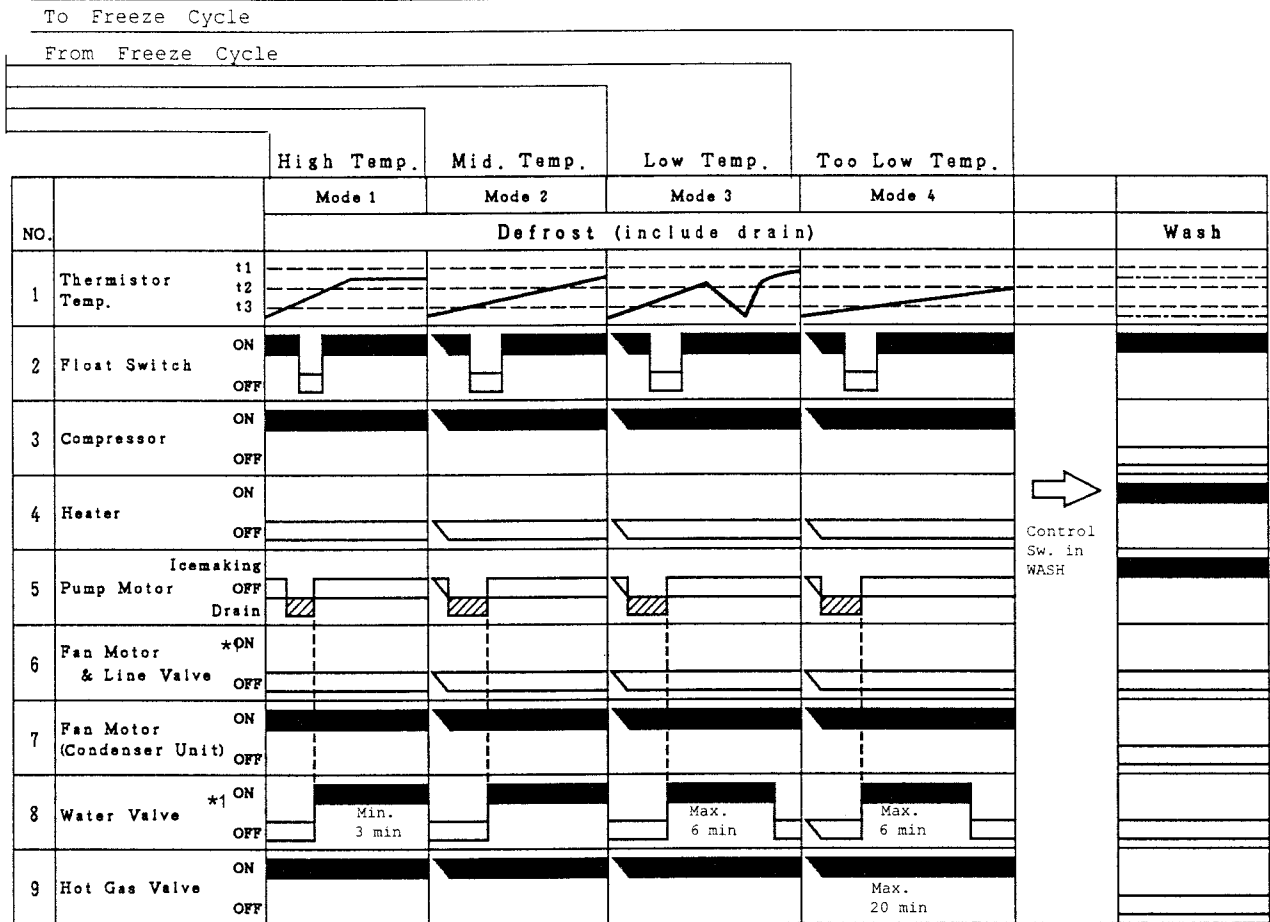 To Freeze Cycle
From Freeze Cycle
High Temp. Mid. Temp. Low Temp. Too Low Temp.
Mode 1 Mode 2 Mode 3 Mode 4
NO. Defrost (include drain) Wash
1 Thermistor Temp. t1 t2 t3
2 Float Switch ON OFF
3 Compressor ON OFF
4 Heater ON OFF
Control
Sw. in
WASH
5 Pump Motor Icemaking OFF Drain
6 Fan Motor & Line Valve * ON OFF
7 Fan Motor (Condenser Unit) ON OFF
8 Water Valve *1 ON OFF
Min. 3 min
Max. 6 min
Max. 6 min
9 Hot Gas Valve ON OFF
Max. 20 min